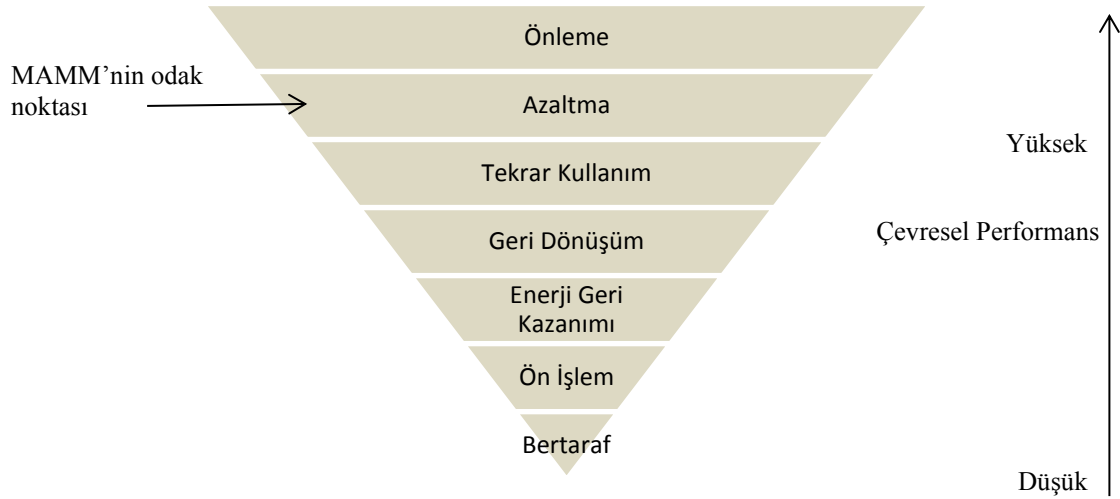 Önleme
MAMM’nin odak
noktası
Azaltma
Yüksek
Tekrar Kullanım
Çevresel Performans
Geri Dönüşüm
Enerji Geri
Kazanımı
Ön İşlem
Bertaraf
Düşük